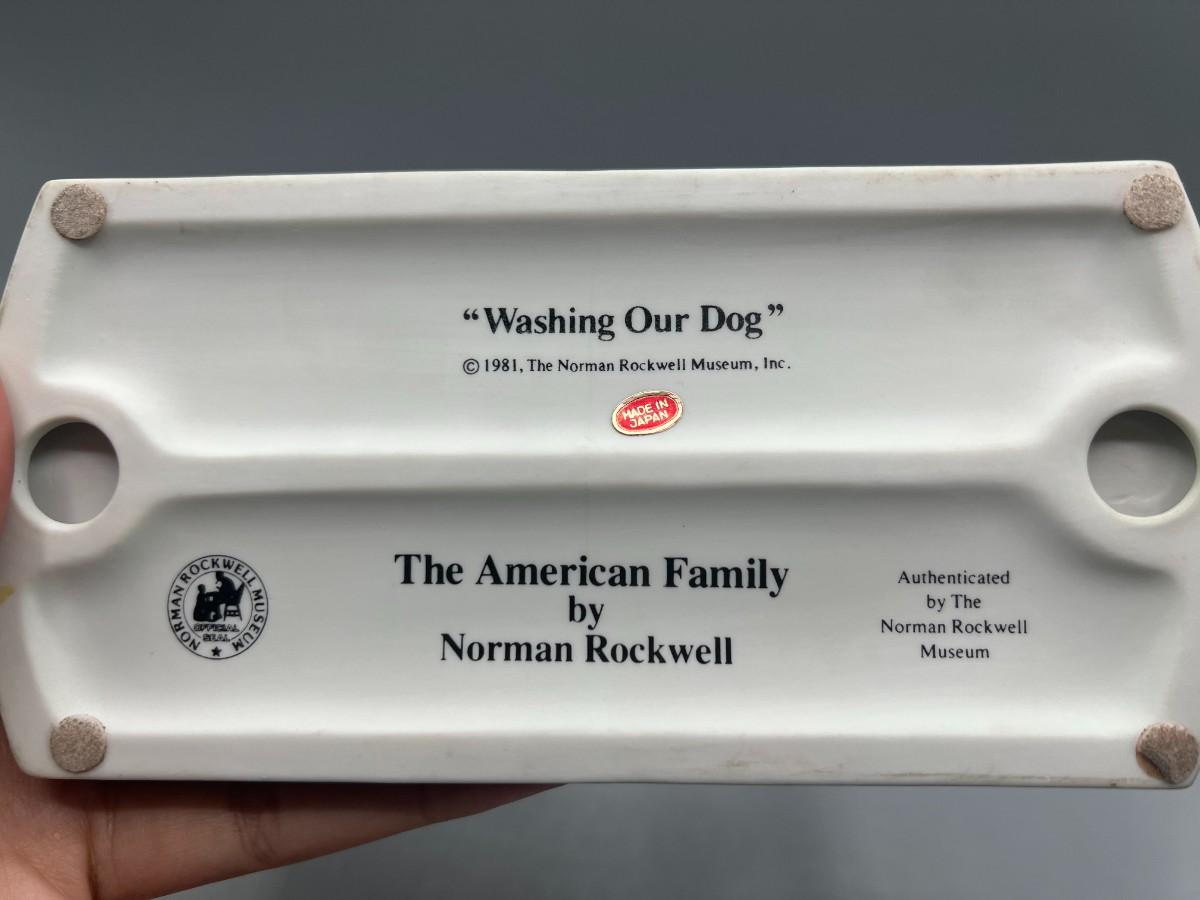 “Washing Our Dog”
© 1981, The Norman Rockwell Museum, Inc.
MADE IN
JAPAN
NORMAN ROCKWELL MUSEUM
OFFICIAL
SEAL
The American Family
by
Norman Rockwell
Authenticated
by The
Norman Rockwell
Museum